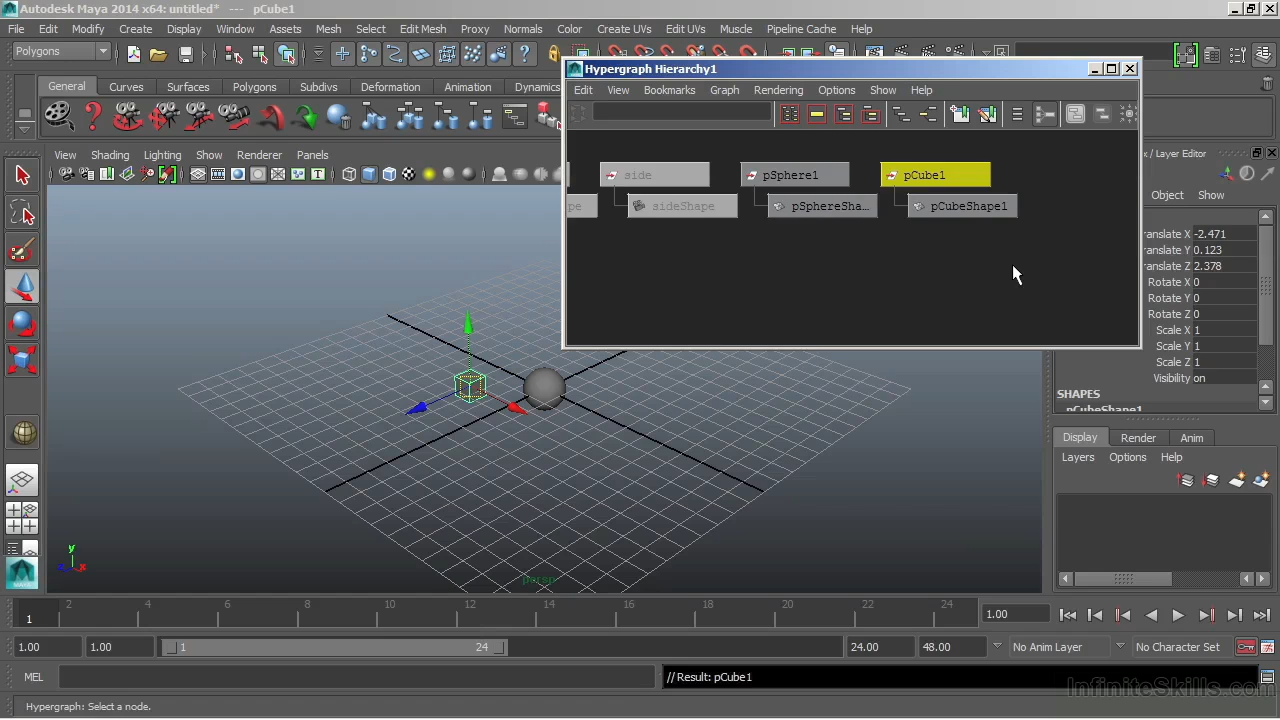 Autodesk Maya 2014 x64: untitled* --- pCube1
File Edit Modify Create Display Window Assets Mesh Select Edit Mesh Proxy Normals Color Create UVs Edit UVs Muscle Pipeline Cache Help
Polygons
Hypergraph Hierarchy1
General Curves Surfaces Polygons Subdivs Deformation Animation Dynamics
Edit View Bookmarks Graph Rendering Options Show Help
View Shading Lighting Show Renderer Panels
/ Layer Editor
side pSphere1 pCube1
pe sideShape pSphereSha... pCubeShape1
Object Show
anslate X -2.471
anslate Y 0.123
anslate Z 2.378
Rotate X 0
Rotate Y 0
Rotate Z 0
Scale X 1
Scale Y 1
Scale Z 1
Visibility on
SHAPES
pCubeShape1
Display Render Anim
Layers Options Help
y
z x
persp
1 2 4 6 8 10 12 14 16 18 20 22 24 1.00
1.00 1.00 1 24 24.00 48.00 No Anim Layer No Character Set
MEL // Result: pCube1
InfiniteSkills.com
Hypergraph: Select a node.